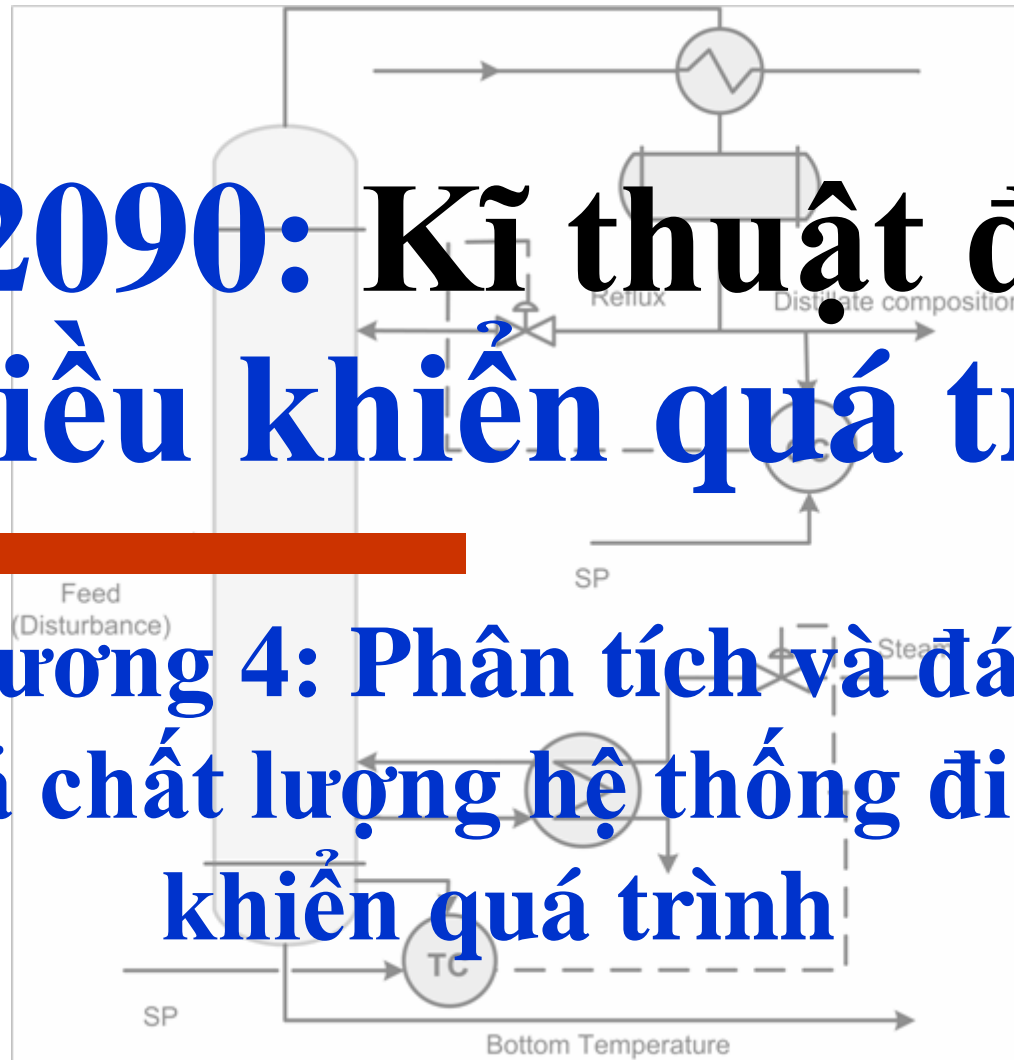 2090: Kĩ thuật đ
Reflux
Distillate composition
iều khiển quá tr
SP
Feed
(Disturbance)
ương 4: Phân tích và đá
Steam
á chất lượng hệ thống đi
khiển quá trình
TC
SP
Bottom Temperature